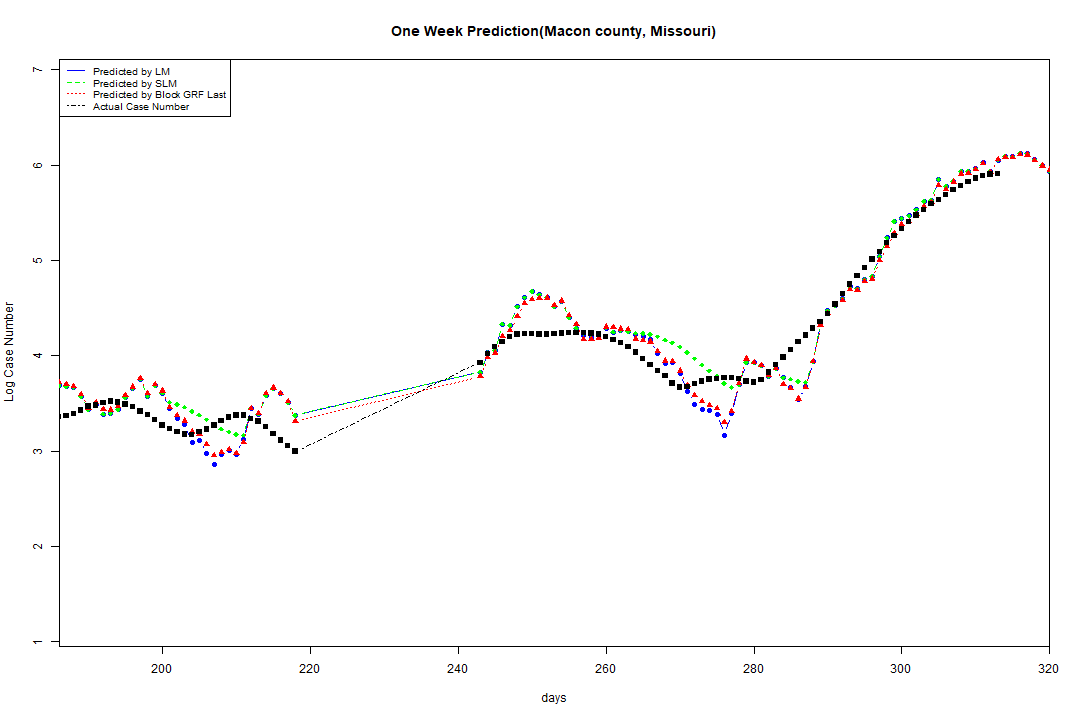 One Week Prediction(Macon county, Missouri)
Predicted by LM
Predicted by SLM
Predicted by Block GRF Last
Actual Case Number
7
6
5
4
3
2
1
Log Case Number
200 220 240 260 280 300 320
days